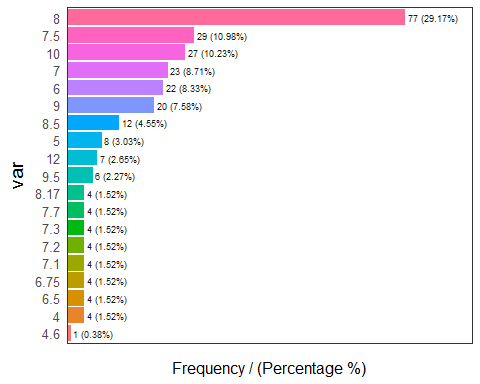 8 77 (29.17%)
7.5 29 (10.98%)
10 27 (10.23%)
7 23 (8.71%)
6 22 (8.33%)
9 20 (7.58%)
8.5 12 (4.55%)
5 8 (3.03%)
12 7 (2.65%)
9.5 6 (2.27%)
8.17 4 (1.52%)
7.7 4 (1.52%)
7.3 4 (1.52%)
7.2 4 (1.52%)
7.1 4 (1.52%)
6.75 4 (1.52%)
6.5 4 (1.52%)
4 4 (1.52%)
4.6 1 (0.38%)
var
Frequency / (Percentage %)